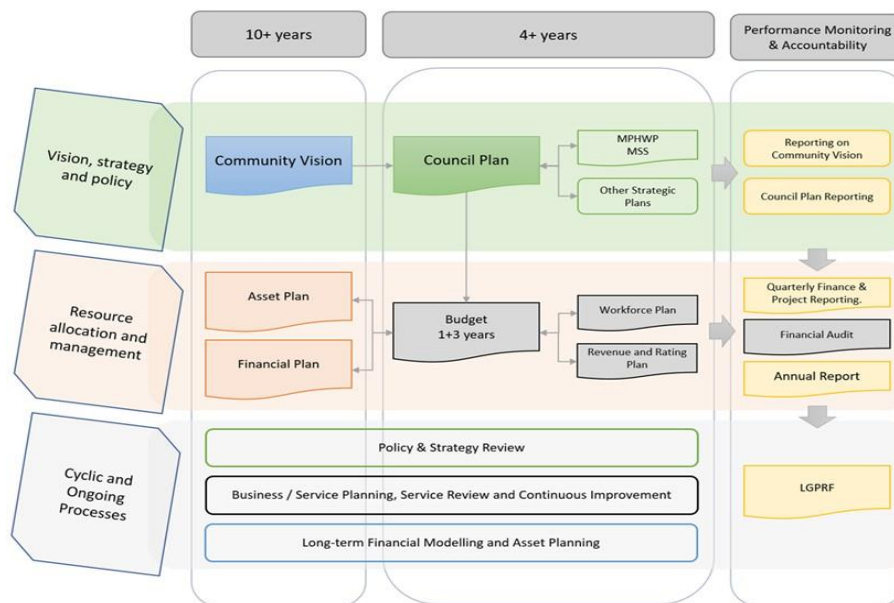 10+ years
4+ years
Performance Monitoring
& Accountability
Vision, strategy
and policy
Community Vision
Council Plan
MPHWP
MSS
Other Strategic
Plans
Reporting on
Community Vision
Council Plan Reporting
Resource
allocation and
management
Asset Plan
Financial Plan
Budget
1+3 years
Workforce Plan
Revenue and Rating
Plan
Quarterly Finance &
Project Reporting.
Financial Audit
Annual Report
Cyclic and
Ongoing
Processes
Policy & Strategy Review
Business / Service Planning, Service Review and Continuous Improvement
Long-term Financial Modelling and Asset Planning
LGPRF